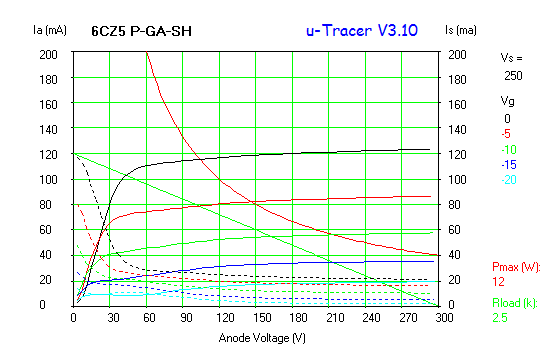 Ia (mA) 6CZ5 P-GA-SH u-Tracer V3.10 Is (ma)
200 200
180 180
160 160
140 140
120 120
100 100
80 80
60 60
40 40
20 20
0 0
0 30 60 90 120 150 180 210 240 270 300
Anode Voltage (V)
Vs =
250
Vg
0
-5
-10
-15
-20
Pmax (W):
12
Rload (k):
2.5